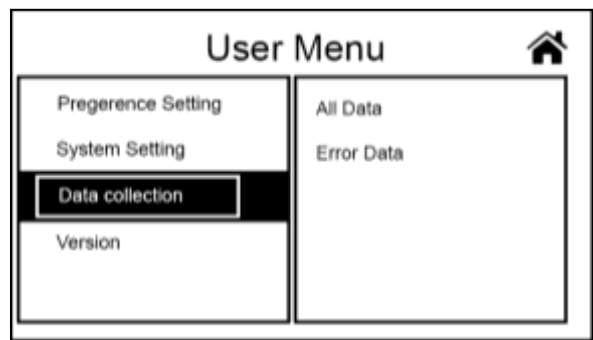 User Menu
Pregerence Setting
System Setting
Data collection
Version
All Data
Error Data